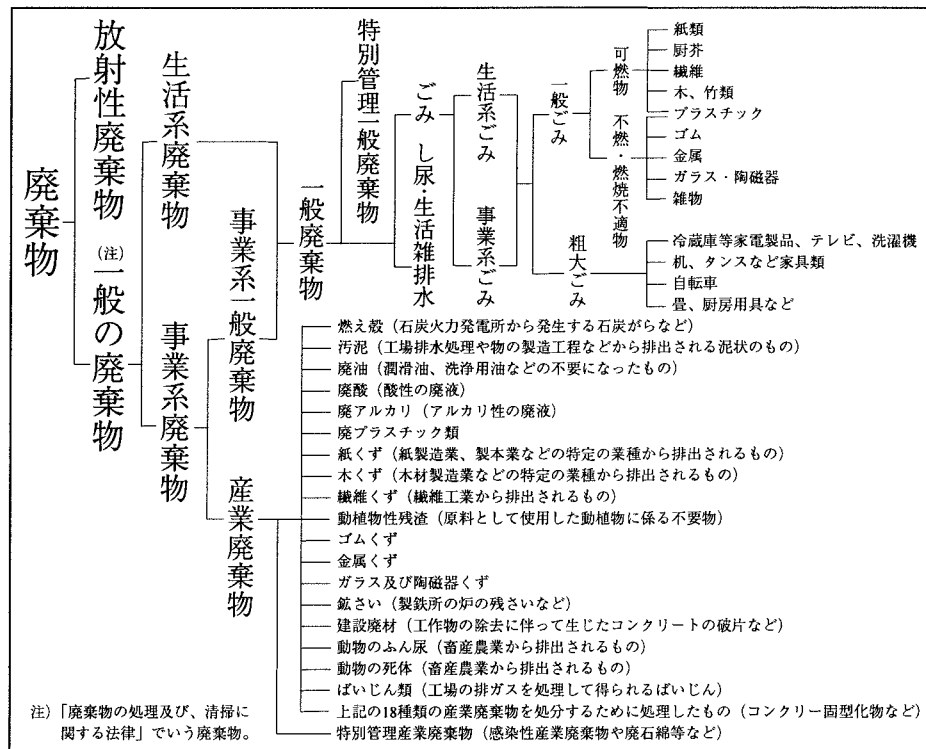 廃棄物
放射性廃棄物
(注)一般の廃棄物
生活系廃棄物
事業系廃棄物
事業系一般廃棄物
産業廃棄物
一般廃棄物
特別管理一般廃棄物
ごみ
し尿・生活雑排水
生活系ごみ
事業系ごみ
一般ごみ
粗大ごみ
可燃物
不燃・燃焼不適物
紙類
厨芥
繊維
木、竹類
プラスチック
ゴム
金属
ガラス・陶磁器
雑物
冷蔵庫等家電製品、テレビ、洗濯機
机、タンスなど家具類
自転車
畳、厨房用具など
燃え殻(石炭火力発電所から発生する石炭がらなど)
汚泥(工場排水処理や物の製造工程などから排出される泥状のもの)
廃油(潤滑油、洗浄用油などの不要になったもの)
廃酸(酸性の廃液)
廃アルカリ(アルカリ性の廃液)
廃プラスチック類
紙くず(紙製造業、製本業などの特定の業種から排出されるもの)
木くず(木材製造業などの特定の業種から排出されるもの)
繊維くず(繊維工業から排出されるもの)
動植物性残渣(原料として使用した動植物に係る不要物)
ゴムくず
金属くず
ガラス及び陶磁器くず
鉱さい(製鉄所の炉の残さいなど)
建設廃材(工作物の除去に伴って生じたコンクリートの破片など)
動物のふん尿(畜産農業から排出されるもの)
動物の死体(畜産農業から排出されるもの)
ばいじん類(工場の排ガスを処理して得られるばいじん)
上記の18種類の産業廃棄物を処分するために処理したもの(コンクリー固型化物など)
特別管理産業廃棄物(感染性産業廃棄物や廃石綿等など)
注)「廃棄物の処理及び、清掃に
関する法律」でいう廃棄物。